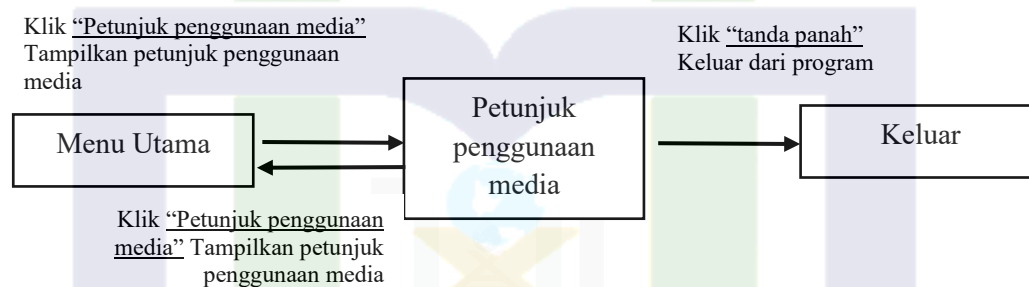 Klik “Petunjuk penggunaan media”
Tampilkan petunjuk penggunaan
media
Klik “tanda panah”
Keluar dari program
Menu Utama
Petunjuk
penggunaan
media
Keluar
Klik “Petunjuk penggunaan
media” Tampilkan petunjuk
penggunaan media